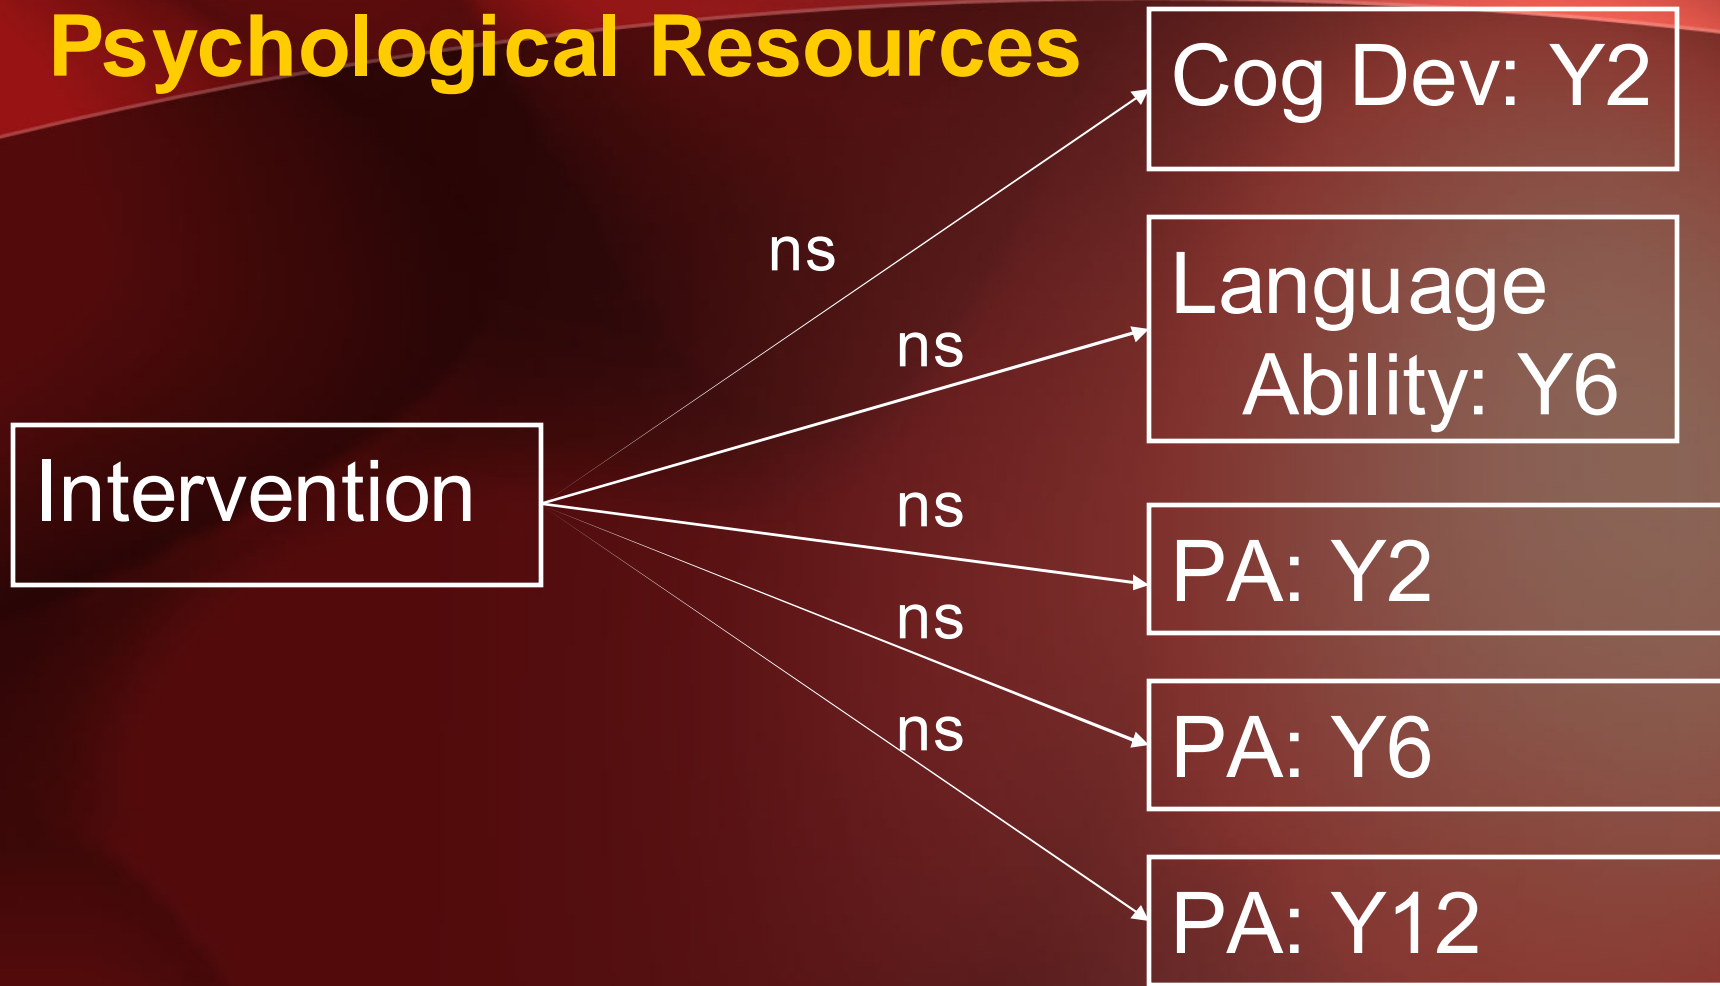 Psychological Resources
Cog Dev: Y2
ns
Language
Ability: Y6
ns
Intervention
ns
PA: Y2
ns
PA: Y6
ns
PA: Y12